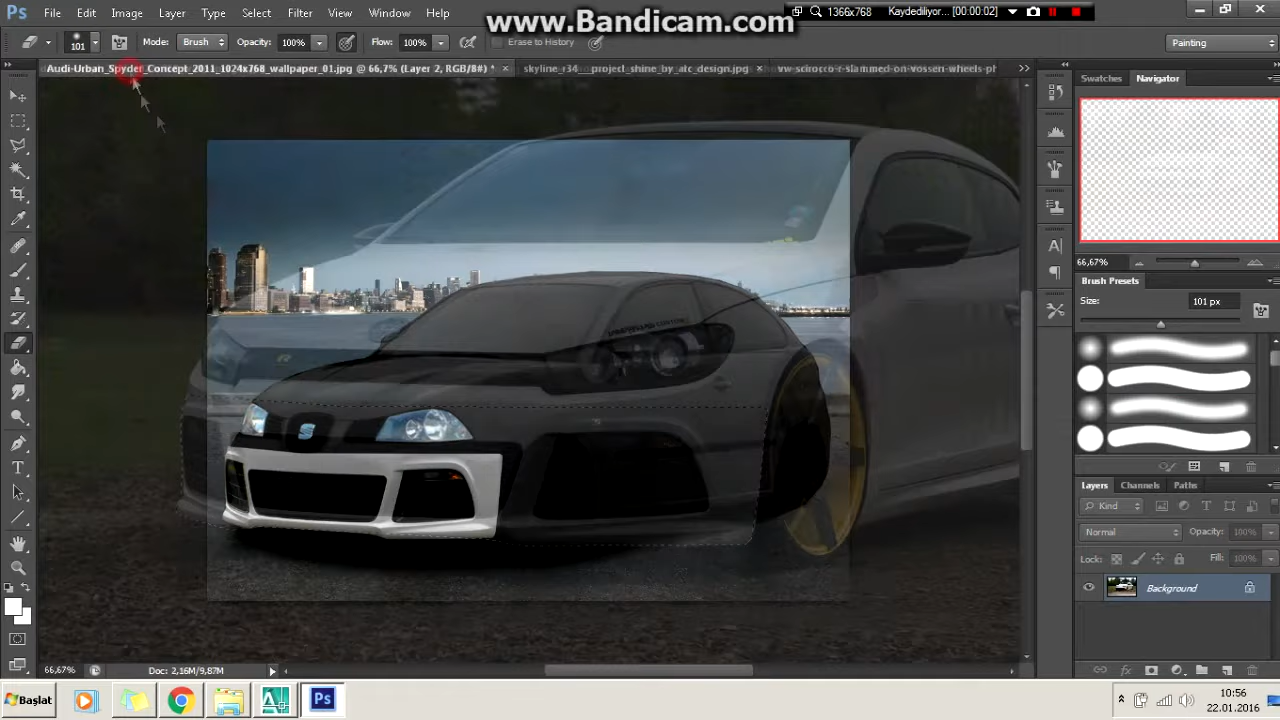 www.Bandicam.com
Ps File Edit Image Layer Type Select Filter View Window Help
1366x768 Kaydediliyor... [00:00:02]
101 Mode: Brush Opacity: 100% Flow: 100% Erase to History Painting
Audi-Urban_Spyder_Concept_2011_1024x768_wallpaper_01.jpg @ 66,7% (Layer 2, RGB/8#) * skyline_r34__project_shine_by_atc_design.jpg
Swatches Navigator
66,67%
Brush Presets
Size: 101 px
Layers Channels Paths
Kind
Normal Opacity: 100%
Lock: Fill: 100%
Background
66,67% Doc: 2,16M/9,87M
Başlat Ps 10:56
22.01.2016